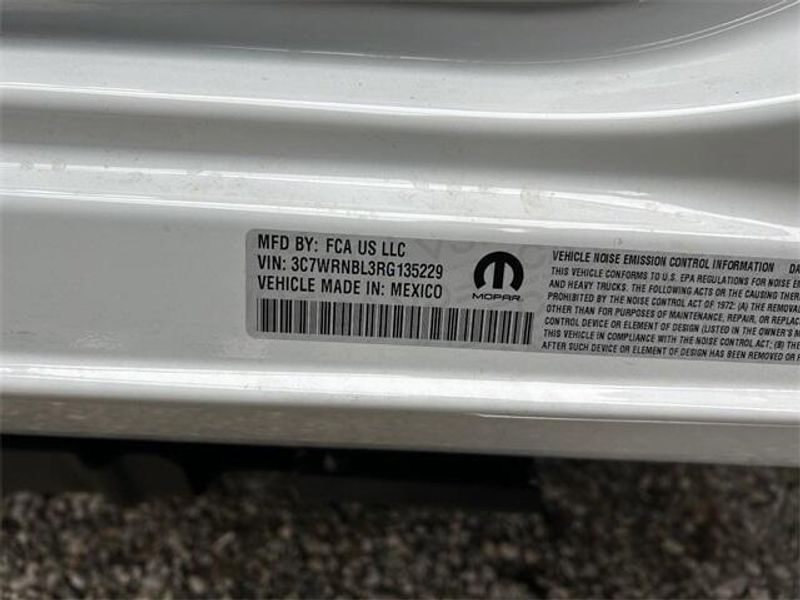 MFD BY: FCA US LLC
VIN: 3C7WRNBL3RG135229
VEHICLE MADE IN: MEXICO
MOPAR
VEHICLE NOISE EMISSION CONTROL INFORMATION DA
THIS VEHICLE CONFORMS TO U.S. EPA REGULATIONS FOR NOISE EM
AND HEAVY TRUCKS. THE FOLLOWING ACTS OR THE CAUSING THERE
PROHIBITED BY THE NOISE CONTROL ACT OF 1972: (A) THE REMOVAL
OTHER THAN FOR PURPOSES OF MAINTENANCE, REPAIR, OR REPLAC
CONTROL DEVICE OR ELEMENT OF DESIGN (LISTED IN THE OWNER'S M
THIS VEHICLE IN COMPLIANCE WITH THE NOISE CONTROL ACT; (B) THE
AFTER SUCH DEVICE OR ELEMENT OF DESIGN HAS BEEN REMOVED OR